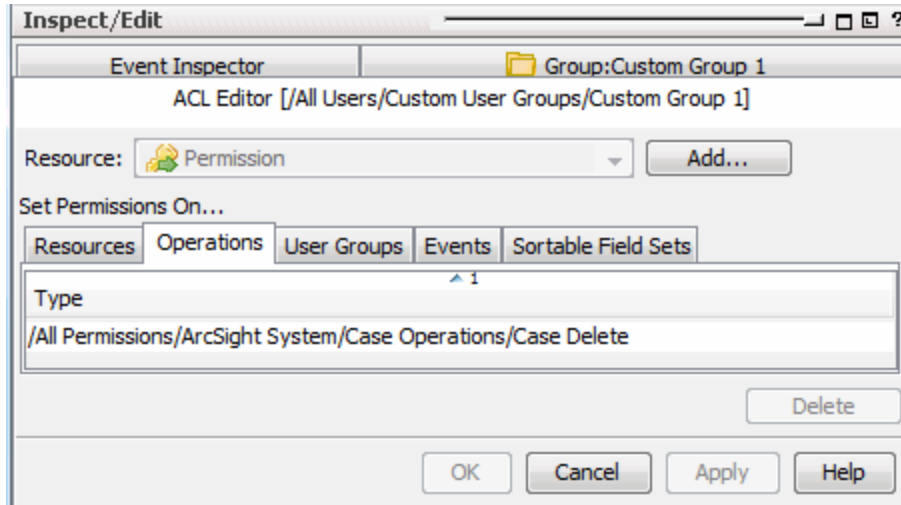 Inspect/Edit ?
Event Inspector Group:Custom Group 1
ACL Editor [/All Users/Custom User Groups/Custom Group 1]
Resource: Permission Add...
Set Permissions On...
Resources Operations User Groups Events Sortable Field Sets
1
Type
/All Permissions/ArcSight System/Case Operations/Case Delete
Delete
OK Cancel Apply Help